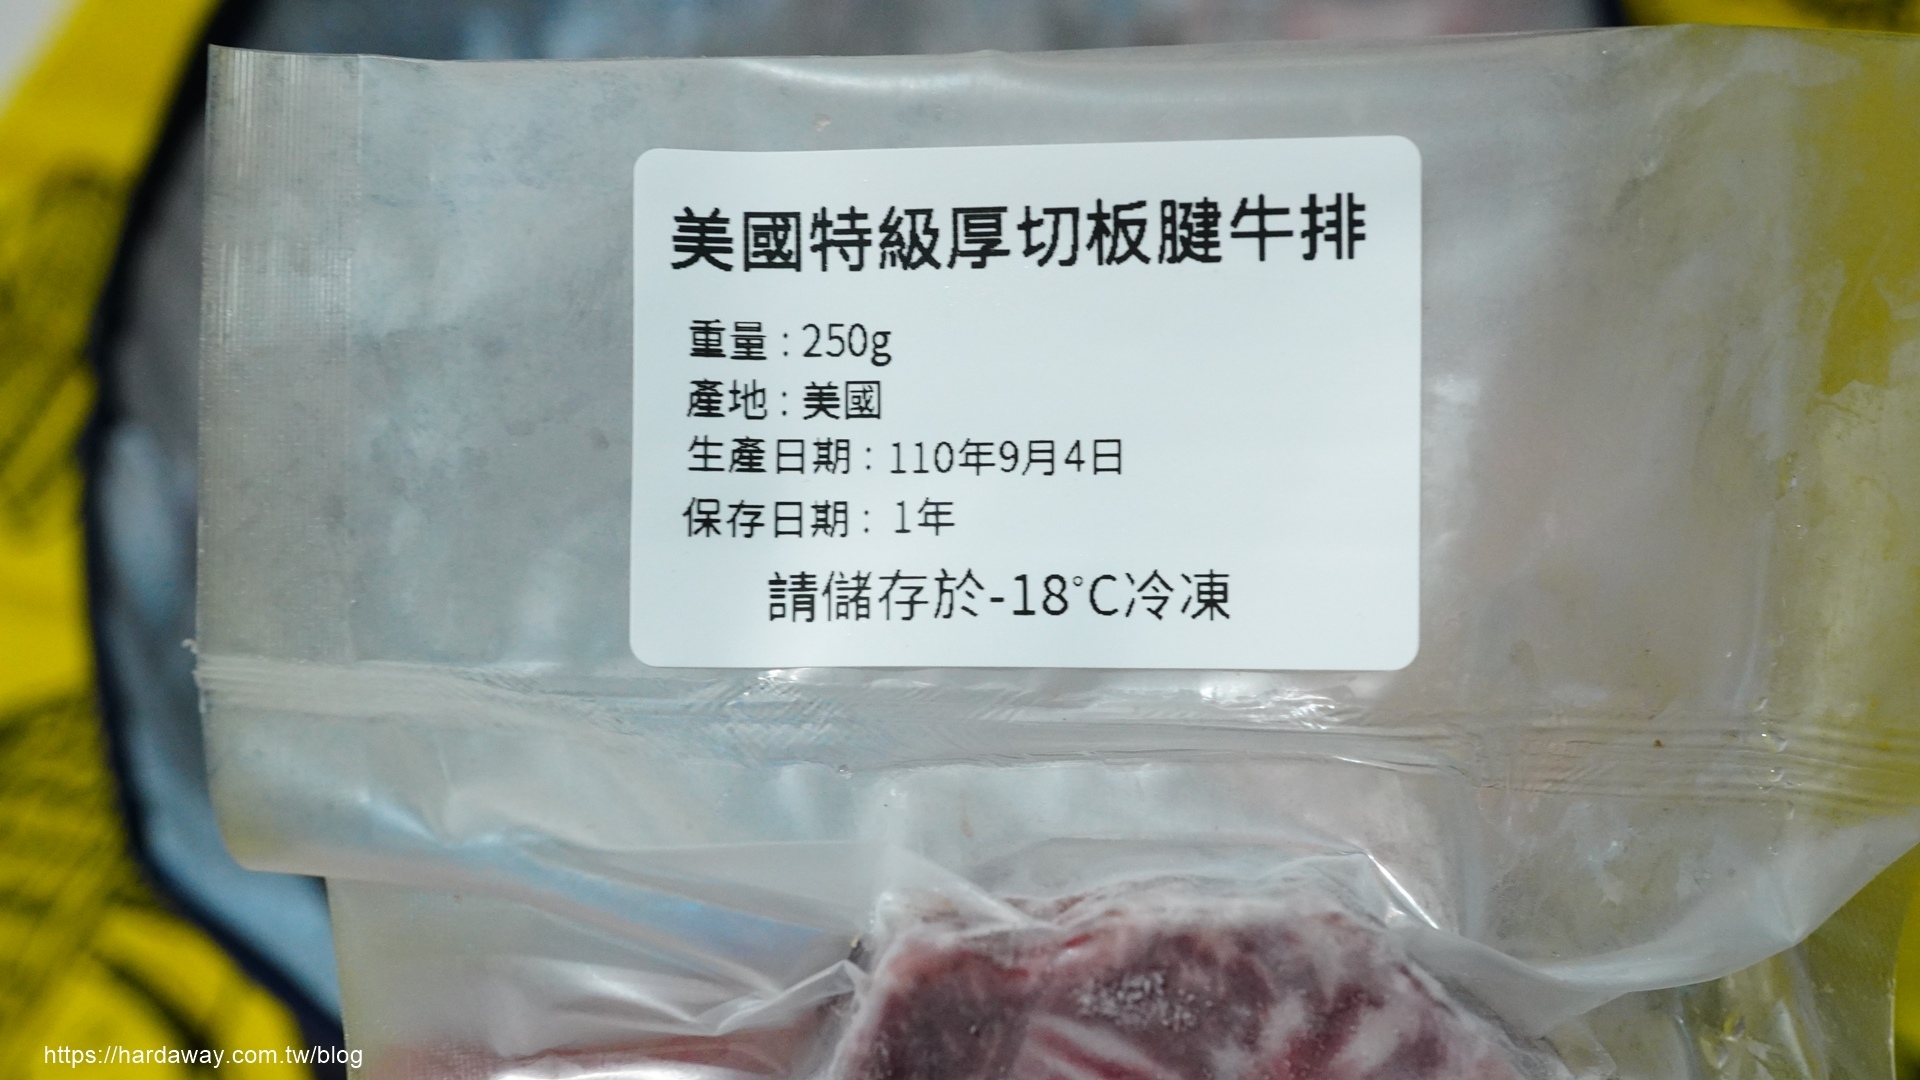 美國特級厚切板腱牛排
重量 : 250g
產地 : 美國
生產日期 : 110年9月4日
保存日期 : 1年
請儲存於-18°C冷凍
https://hardaway.com.tw/blog